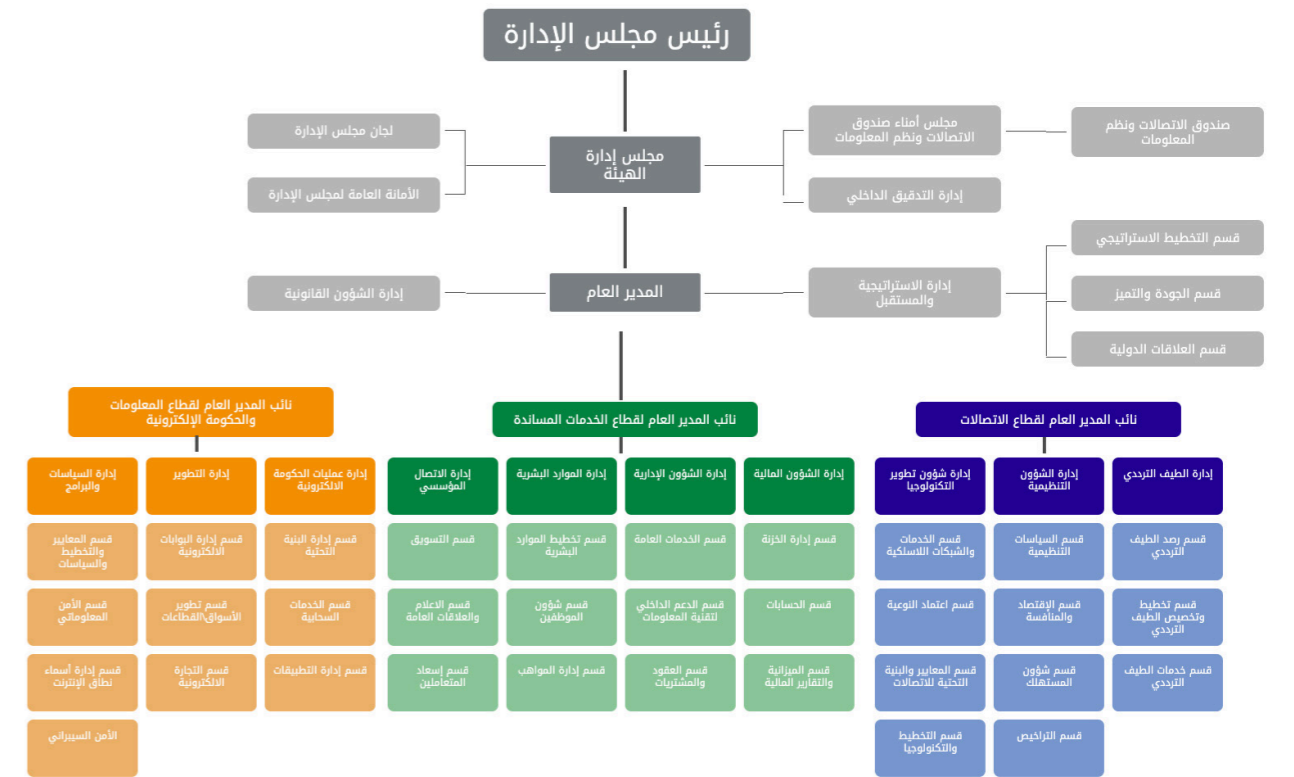 رئيس مجلس الإدارة
صندوق الاتصالات ونظم
المعلومات
مجلس أمناء صندوق
الاتصالات ونظم المعلومات
إدارة التدقيق الداخلي
مجلس إدارة
الهيئة
لجان مجلس الإدارة
الأمانة العامة لمجلس الإدارة
قسم التخطيط الاستراتيجي
قسم الجودة والتميز
قسم العلاقات الدولية
إدارة الاستراتيجية
والمستقبل
المدير العام
إدارة الشؤون القانونية
نائب المدير العام لقطاع الاتصالات
إدارة الطيف الترددي
قسم رصد الطيف
الترددي
قسم تخطيط
وتخصيص الطيف
الترددي
قسم خدمات الطيف
الترددي
إدارة الشؤون
التنظيمية
قسم السياسات
التنظيمية
قسم الإقتصاد
والمنافسة
قسم شؤون
المستهلك
قسم التراخيص
إدارة شؤون تطوير
التكنولوجيا
قسم الخدمات
والشبكات اللاسلكية
قسم اعتماد النوعية
قسم المعايير والبنية
التحتية للاتصالات
قسم التخطيط
والتكنولوجيا
نائب المدير العام لقطاع الخدمات المساندة
إدارة الشؤون المالية
قسم إدارة الخزنة
قسم الحسابات
قسم الميزانية
والتقارير المالية
إدارة الشؤون الإدارية
قسم الخدمات العامة
قسم الدعم الداخلي
لتقنية المعلومات
قسم العقود
والمشتريات
إدارة الموارد البشرية
قسم تخطيط الموارد
البشرية
قسم شؤون
الموظفين
قسم إدارة المواهب
إدارة الاتصال
المؤسسي
قسم التسويق
قسم الاعلام
والعلاقات العامة
قسم إسعاد
المتعاملين
نائب المدير العام لقطاع المعلومات
والحكومة الإلكترونية
إدارة عمليات الحكومة
الالكترونية
قسم إدارة البنية
التحتية
قسم الخدمات
السحابية
قسم إدارة التطبيقات
إدارة التطوير
قسم إدارة البوابات
الالكترونية
قسم تطوير
الأسواق\القطاعات
قسم التجارة
الالكترونية
إدارة السياسات
والبرامج
قسم المعايير
والتخطيط
والسياسات
قسم الأمن
المعلوماتي
قسم إدارة أسماء
نطاق الإنترنت
الأمن السيبراني